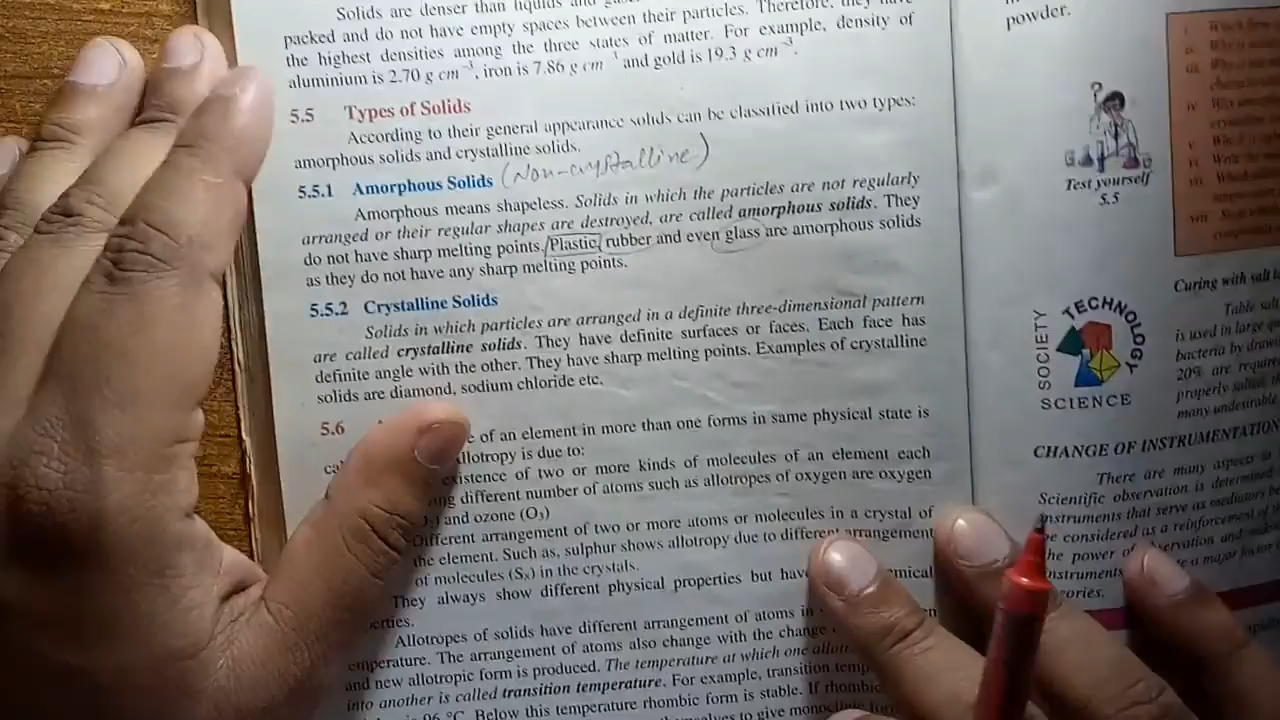 Solids are denser than liquids and
packed and do not have empty spaces between their particles. Therefore, they have
the highest densities among the three states of matter. For example, density of
aluminium is 2.70 g cm⁻³, iron is 7.86 g cm⁻³ and gold is 19.3 g cm⁻³.
5.5 Types of Solids
According to their general appearance solids can be classified into two types:
amorphous solids and crystalline solids.
5.5.1 Amorphous Solids (Non-crystalline)
Amorphous means shapeless. Solids in which the particles are not regularly
arranged or their regular shapes are destroyed, are called amorphous solids. They
do not have sharp melting points. Plastic, rubber and even glass are amorphous solids
as they do not have any sharp melting points.
5.5.2 Crystalline Solids
Solids in which particles are arranged in a definite three-dimensional pattern
are called crystalline solids. They have definite surfaces or faces. Each face has
definite angle with the other. They have sharp melting points. Examples of crystalline
solids are diamond, sodium chloride etc.
5.6
of an element in more than one forms in same physical state is
allotropy is due to:
existence of two or more kinds of molecules of an element each
different number of atoms such as allotropes of oxygen are oxygen
and ozone (O₃)
Different arrangement of two or more atoms or molecules in a crystal of
the element. Such as, sulphur shows allotropy due to different arrangement
of molecules (S₈) in the crystals.
They always show different physical properties but have
Allotropes of solids have different arrangement of atoms in
temperature. The arrangement of atoms also change with the change
and new allotropic form is produced. The temperature at which one
into another is called transition temperature. For example, transition
96 °C. Below this temperature rhombic form is stable. If rhombic
to give monoclinic
powder.
Test yourself
5.5
Curing with salt
Table
is used in large
bacteria by
20% are
properly
many undesirable
SOCIETY
TECHNOLOGY
SCIENCE
CHANGE OF INSTRUMENTATION
There are many aspects
Scientific observation is determined
instruments that serve as mediators
be considered as a reinforcement of
the power of observation and
instruments a major factor